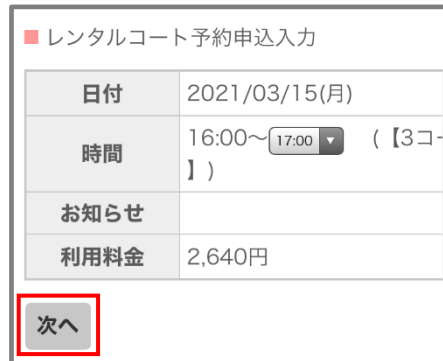 ■レンタルコート予約申込入力
日付 2021/03/15(月)
時間 16:00～17:00 (【3コー
】)
お知らせ
利用料金 2,640円
次へ